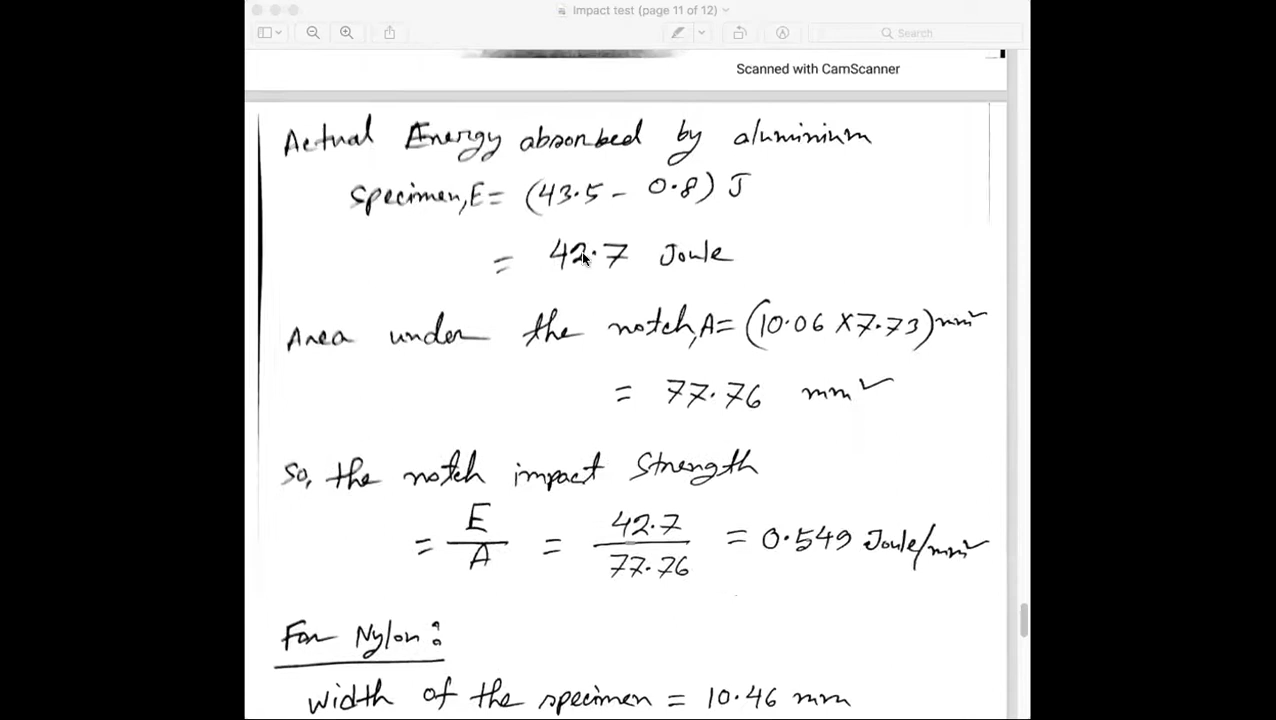 Impact test (page 11 of 12)
Search
Scanned with CamScanner
Actual Energy absorbed by aluminium
specimen, E = (43.5 - 0.8) J
= 42.7 Joule
Area under the notch, A = (10.06 × 7.73) mm²
= 77.76 mm²
So, the notch impact strength
= E/A = 42.7/77.76 = 0.549 Joule/mm²
For Nylon:
width of the specimen = 10.46 mm